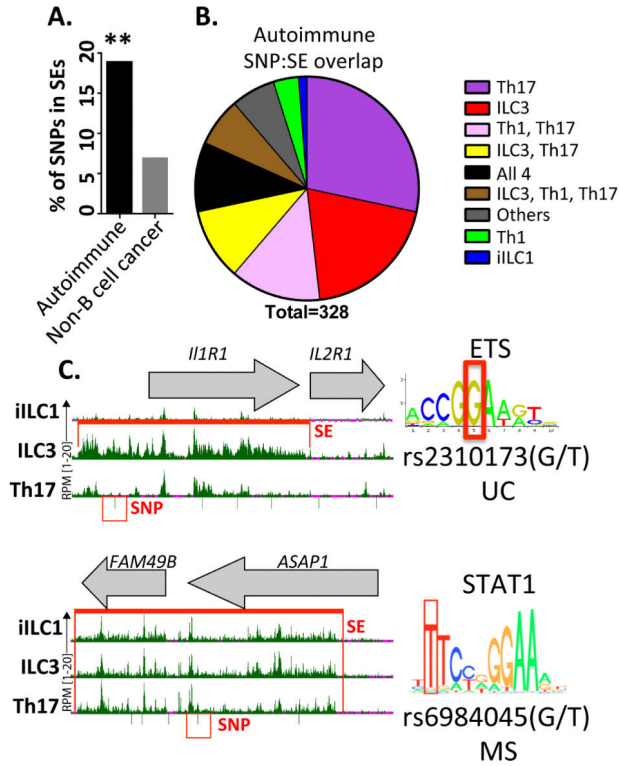 A.
**
% of SNPs in SEs
20
15
10
5
0
Autoimmune
Non-B cell cancer
B.
Autoimmune
SNP:SE overlap
Total=328
Th17
ILC3
Th1, Th17
ILC3, Th17
All 4
ILC3, Th1, Th17
Others
Th1
iILC1
C.
Il1R1
IL2R1
iILC1
ILC3
Th17
RPM [1-20]
SE
SNP
ETS
rs2310173(G/T)
UC
FAM49B
ASAP1
iILC1
ILC3
Th17
RPM [1-20]
SE
SNP
STAT1
rs6984045(G/T)
MS